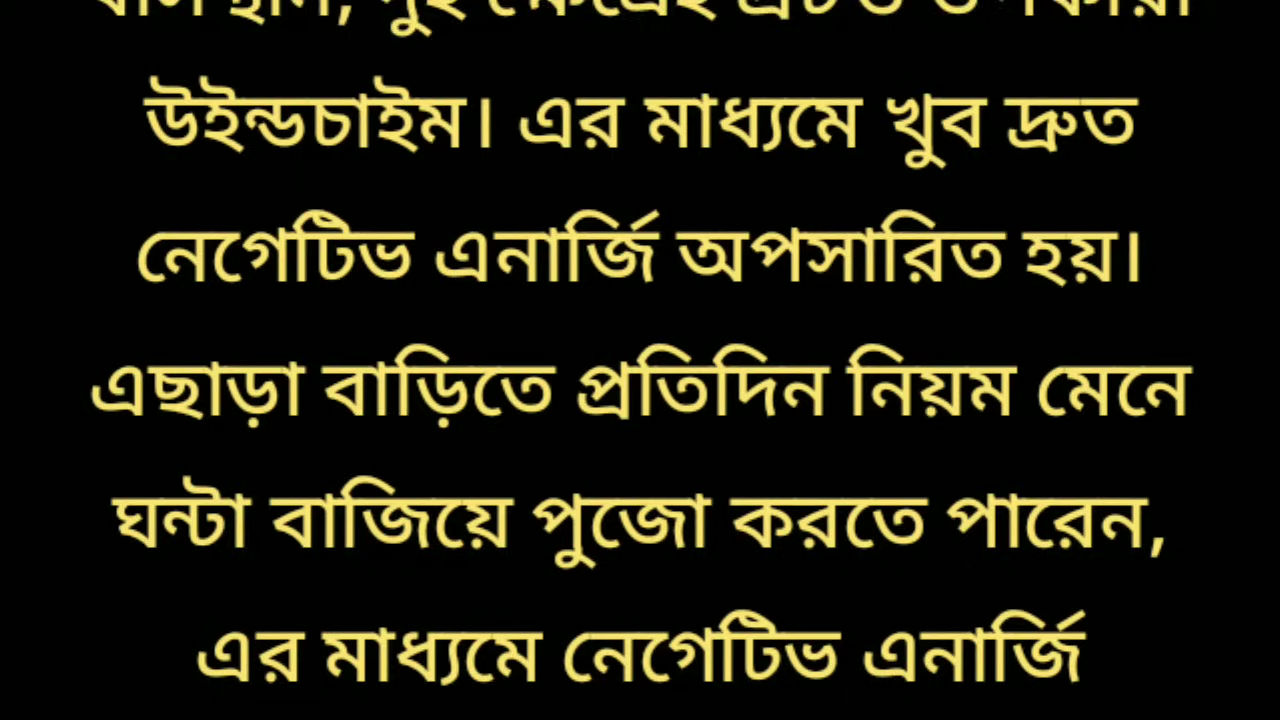 দুই ক্ষেত্রেই
উইন্ডচাইম। এর মাধ্যমে খুব দ্রুত
নেগেটিভ এনার্জি অপসারিত হয়।
এছাড়া বাড়িতে প্রতিদিন নিয়ম মেনে
ঘন্টা বাজিয়ে পুজো করতে পারেন,
এর মাধ্যমে নেগেটিভ এনার্জি